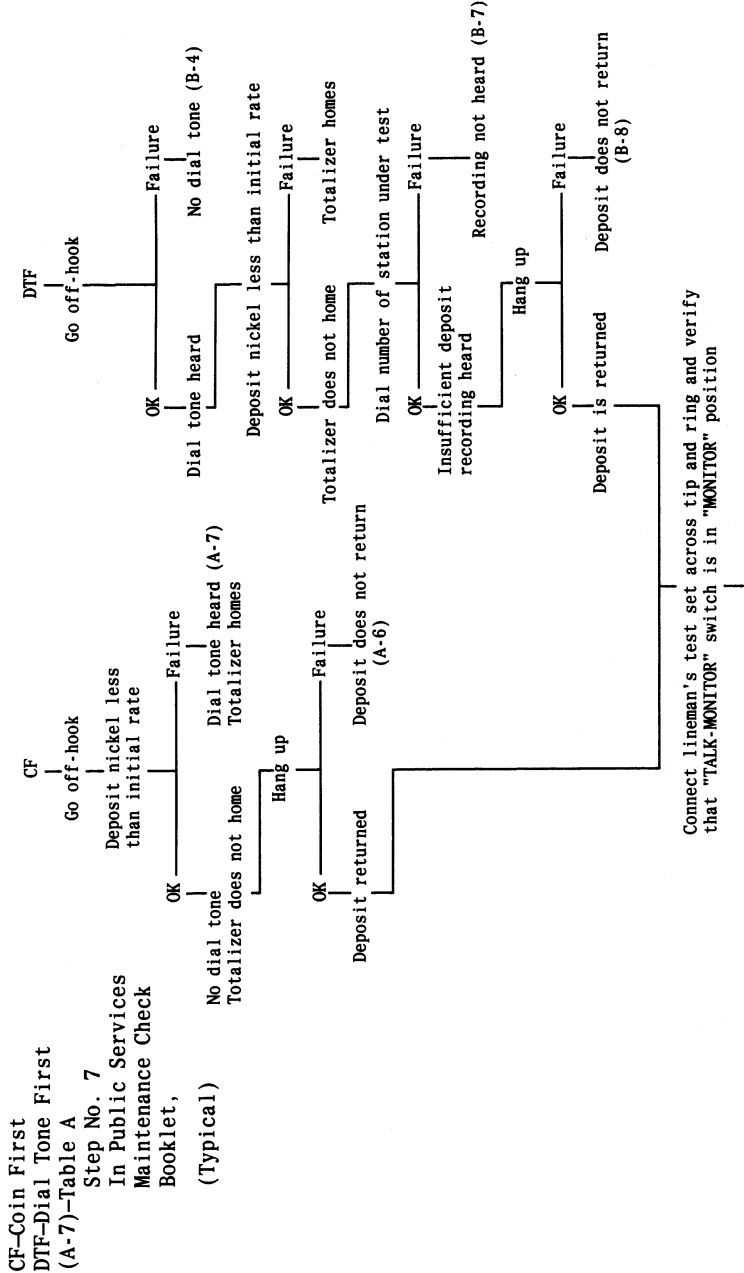 CF—Coin First
DTF—Dial Tone First
(A-7)—Table A
Step No. 7
In Public Services
Maintenance Check
Booklet,
(Typical)
CF
Go off-hook
Deposit nickel less
than initial rate
OK
Failure
No dial tone
Totalizer does not home
Dial tone heard (A-7)
Totalizer homes
Hang up
OK
Failure
Deposit returned
Deposit does not return
(A-6)
DTF
Go off-hook
OK
Failure
Dial tone heard
No dial tone (B-4)
Deposit nickel less than initial rate
OK
Failure
Totalizer does not home
Totalizer homes
Dial number of station under test
OK
Failure
Insufficient deposit
recording heard
Recording not heard (B-7)
Hang up
OK
Failure
Deposit is returned
Deposit does not return
(B-8)
Connect lineman's test set across tip and ring and verify
that "TALK-MONITOR" switch is in "MONITOR" position